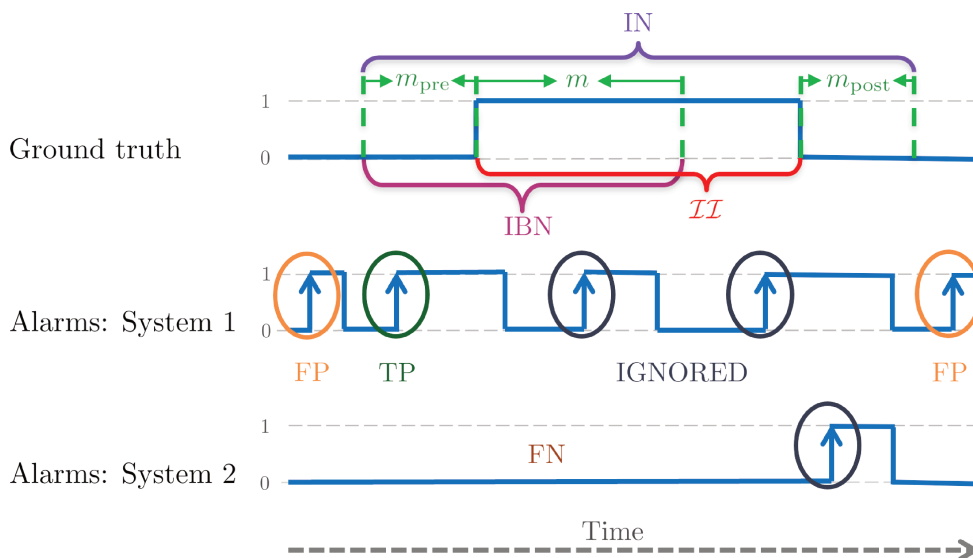 IN
m_pre m m_post
1
Ground truth
0
IBN
II
1
Alarms: System 1
0
FP TP IGNORED FP
1
FN
Alarms: System 2
0
Time